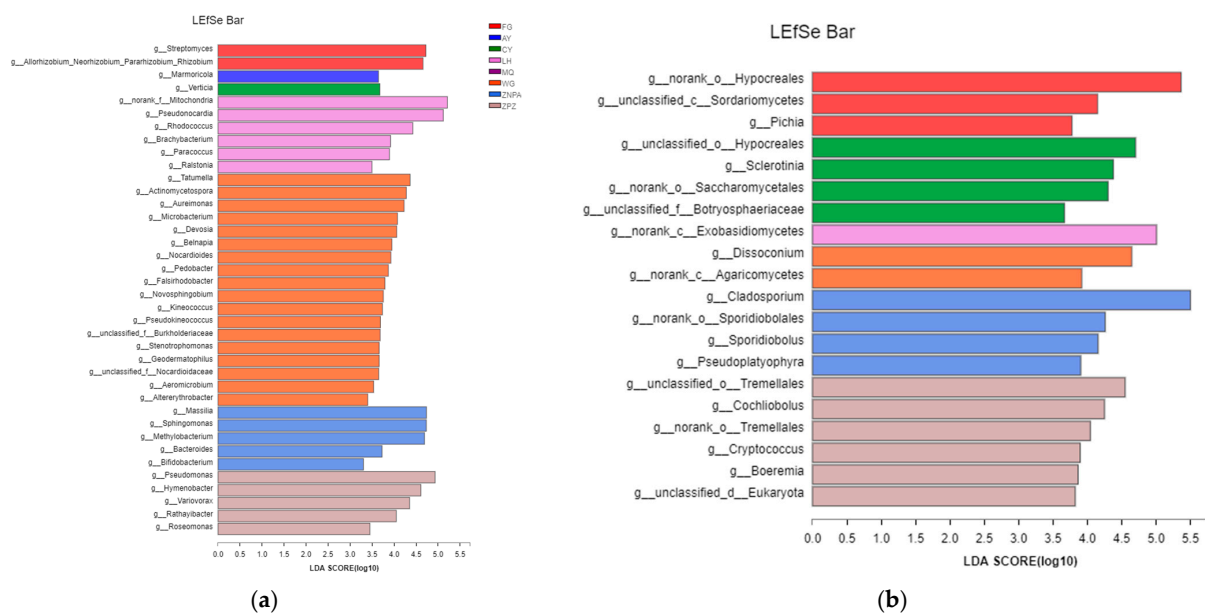 LEfSe Bar
FG
AY
CY
LH
MQ
WG
ZNPA
ZPZ
g__Streptomyces
g__Allorhizobium_Neorhizobium_Pararhizobium_Rhizobium
g__Marmoricola
g__Verticia
g__norank_f__Mitochondria
g__Pseudonocardia
g__Rhodococcus
g__Brachybacterium
g__Paracoccus
g__Ralstonia
g__Tatumella
g__Actinomycetospora
g__Aureimonas
g__Microbacterium
g__Devosia
g__Belnapia
g__Nocardioides
g__Pedobacter
g__Falsirhodobacter
g__Novosphingobium
g__Kineococcus
g__Pseudokineococcus
g__unclassified_f__Burkholderiaceae
g__Stenotrophomonas
g__Geodermatophilus
g__unclassified_f__Nocardioidaceae
g__Aeromicrobium
g__Altererythrobacter
g__Massilia
g__Sphingomonas
g__Methylobacterium
g__Bacteroides
g__Bifidobacterium
g__Pseudomonas
g__Hymenobacter
g__Variovorax
g__Rathayibacter
g__Roseomonas
0.0 0.5 1.0 1.5 2.0 2.5 3.0 3.5 4.0 4.5 5.0 5.5
LDA SCORE(log10)
(a)
LEfSe Bar
g__norank_o__Hypocreales
g__unclassified_c__Sordariomycetes
g__Pichia
g__unclassified_o__Hypocreales
g__Sclerotinia
g__norank_o__Saccharomycetales
g__unclassified_f__Botryosphaeriaceae
g__norank_c__Exobasidiomycetes
g__Dissoconium
g__norank_c__Agaricomycetes
g__Cladosporium
g__norank_o__Sporidiobolales
g__Sporidiobolus
g__Pseudoplatyophyra
g__unclassified_o__Tremellales
g__Cochliobolus
g__norank_o__Tremellales
g__Cryptococcus
g__Boeremia
g__unclassified_d__Eukaryota
0.0 0.5 1.0 1.5 2.0 2.5 3.0 3.5 4.0 4.5 5.0 5.5
LDA SCORE(log10)
(b)